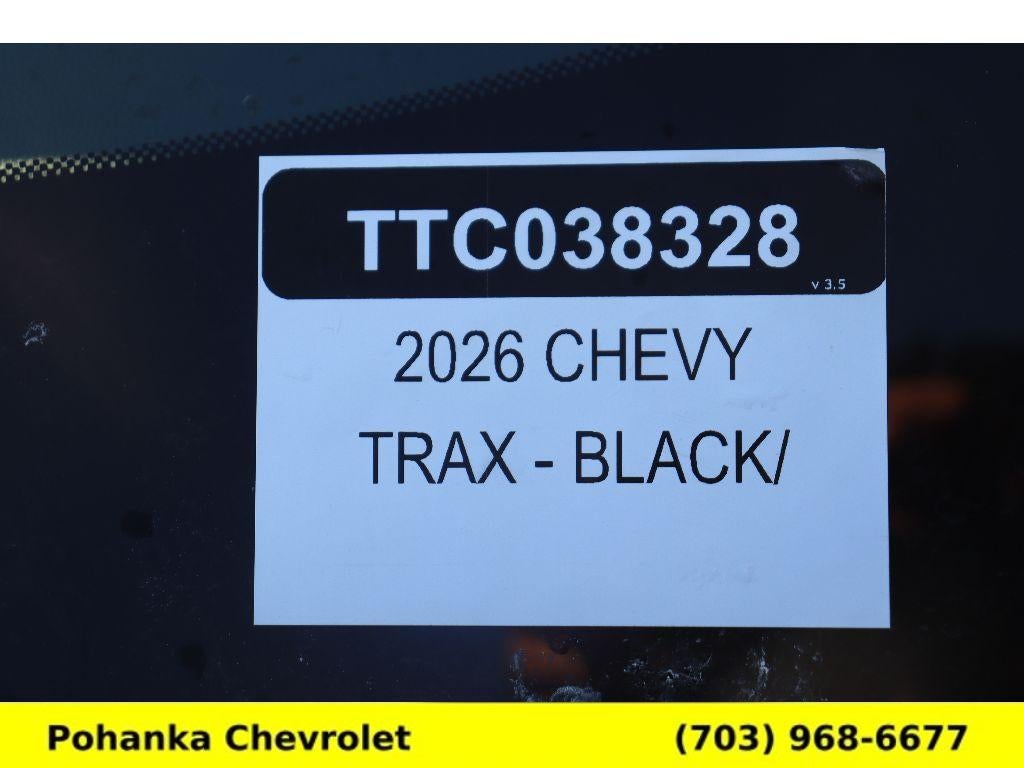 TTC038328
v 3.5
2026 CHEVY
TRAX - BLACK/
Pohanka Chevrolet (703) 968-6677